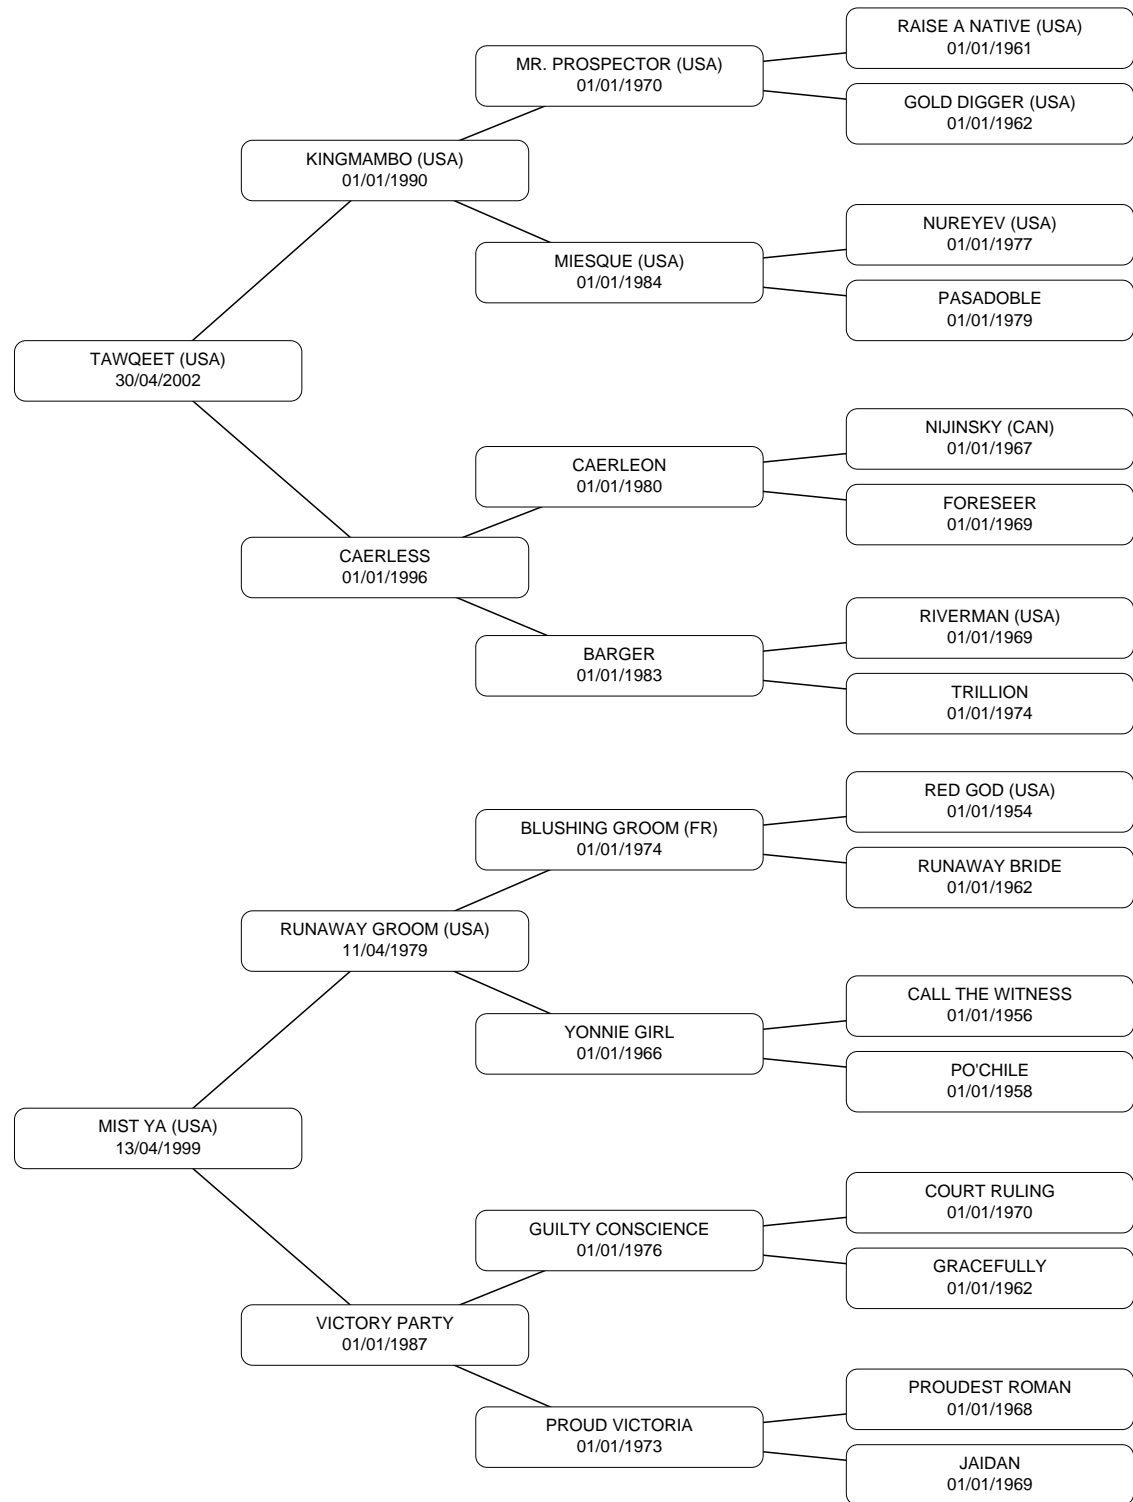 RAISE A NATIVE (USA)
01/01/1961
MR. PROSPECTOR (USA)
01/01/1970
GOLD DIGGER (USA)
01/01/1962
KINGMAMBO (USA)
01/01/1990
NUREYEV (USA)
01/01/1977
MIESQUE (USA)
01/01/1984
PASADOBLE
01/01/1979
TAWQEET (USA)
30/04/2002
NIJINSKY (CAN)
01/01/1967
CAERLEON
01/01/1980
FORESEER
01/01/1969
CAERLESS
01/01/1996
RIVERMAN (USA)
01/01/1969
BARGER
01/01/1983
TRILLION
01/01/1974
RED GOD (USA)
01/01/1954
BLUSHING GROOM (FR)
01/01/1974
RUNAWAY BRIDE
01/01/1962
RUNAWAY GROOM (USA)
11/04/1979
CALL THE WITNESS
01/01/1956
YONNIE GIRL
01/01/1966
PO'CHILE
01/01/1958
MIST YA (USA)
13/04/1999
COURT RULING
01/01/1970
GUILTY CONSCIENCE
01/01/1976
GRACEFULLY
01/01/1962
VICTORY PARTY
01/01/1987
PROUDEST ROMAN
01/01/1968
PROUD VICTORIA
01/01/1973
JAIDAN
01/01/1969